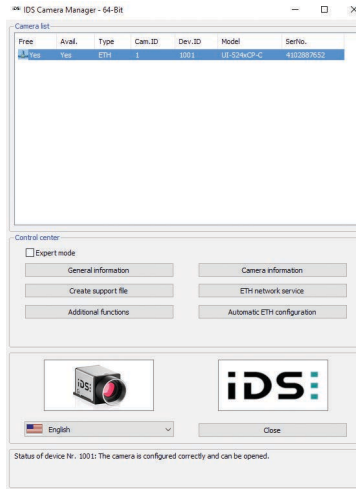 IDS IDS Camera Manager - 64-Bit
Camera list
Free Avail. Type Cam.ID Dev.ID Model SerNo.
Yes Yes ETH 1 1001 UI-524xCP-C 4102887652
Control center
Expert mode
General information Camera information
Create support file ETH network service
Additional functions Automatic ETH configuration
iDS: iDS:
English Close
Status of device Nr. 1001: The camera is configured correctly and can be opened.